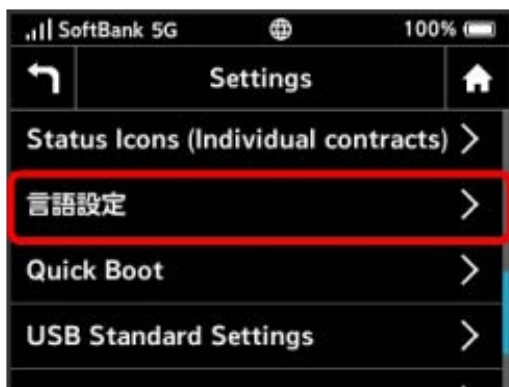 SoftBank 5G 100%
Settings
Status Icons (Individual contracts)
言語設定
Quick Boot
USB Standard Settings